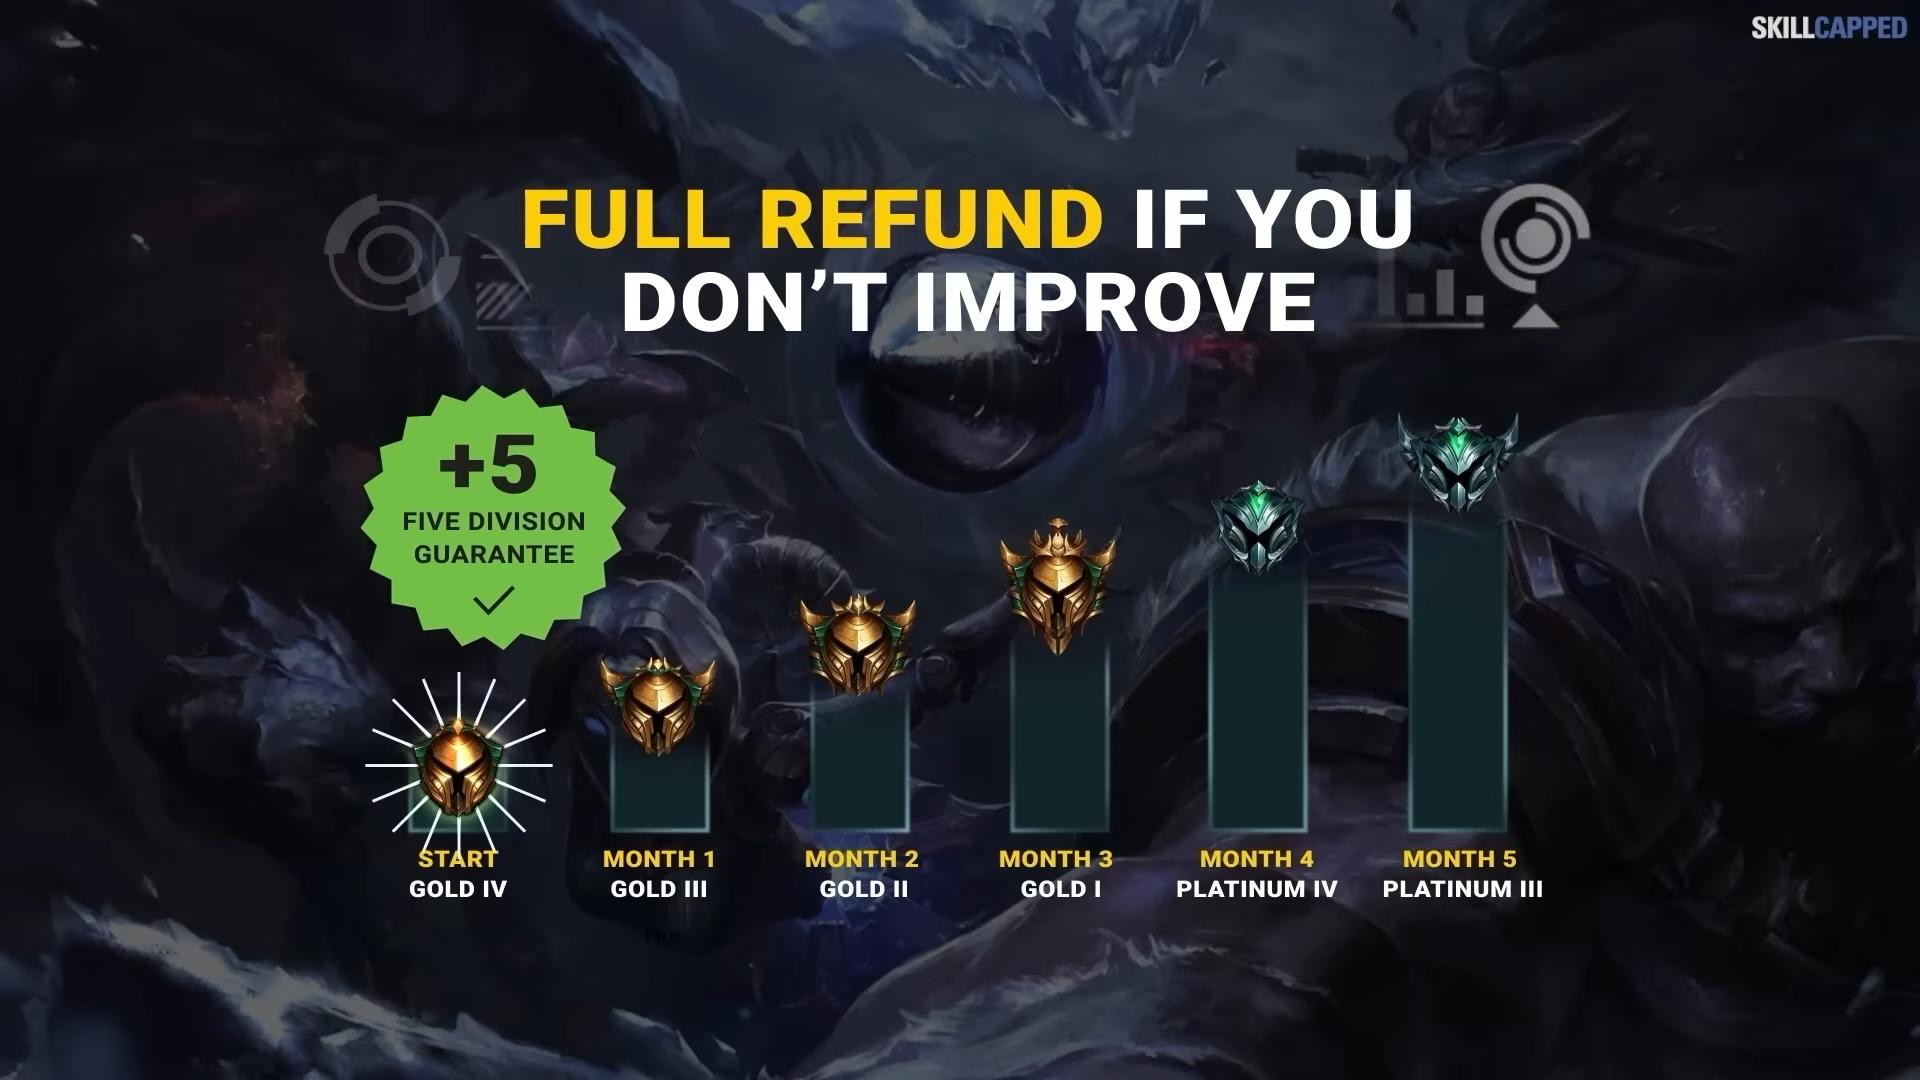 SKILLCAPPED
FULL REFUND IF YOU
DON’T IMPROVE
+5
FIVE DIVISION
GUARANTEE
START
GOLD IV
MONTH 1
GOLD III
MONTH 2
GOLD II
MONTH 3
GOLD I
MONTH 4
PLATINUM IV
MONTH 5
PLATINUM III